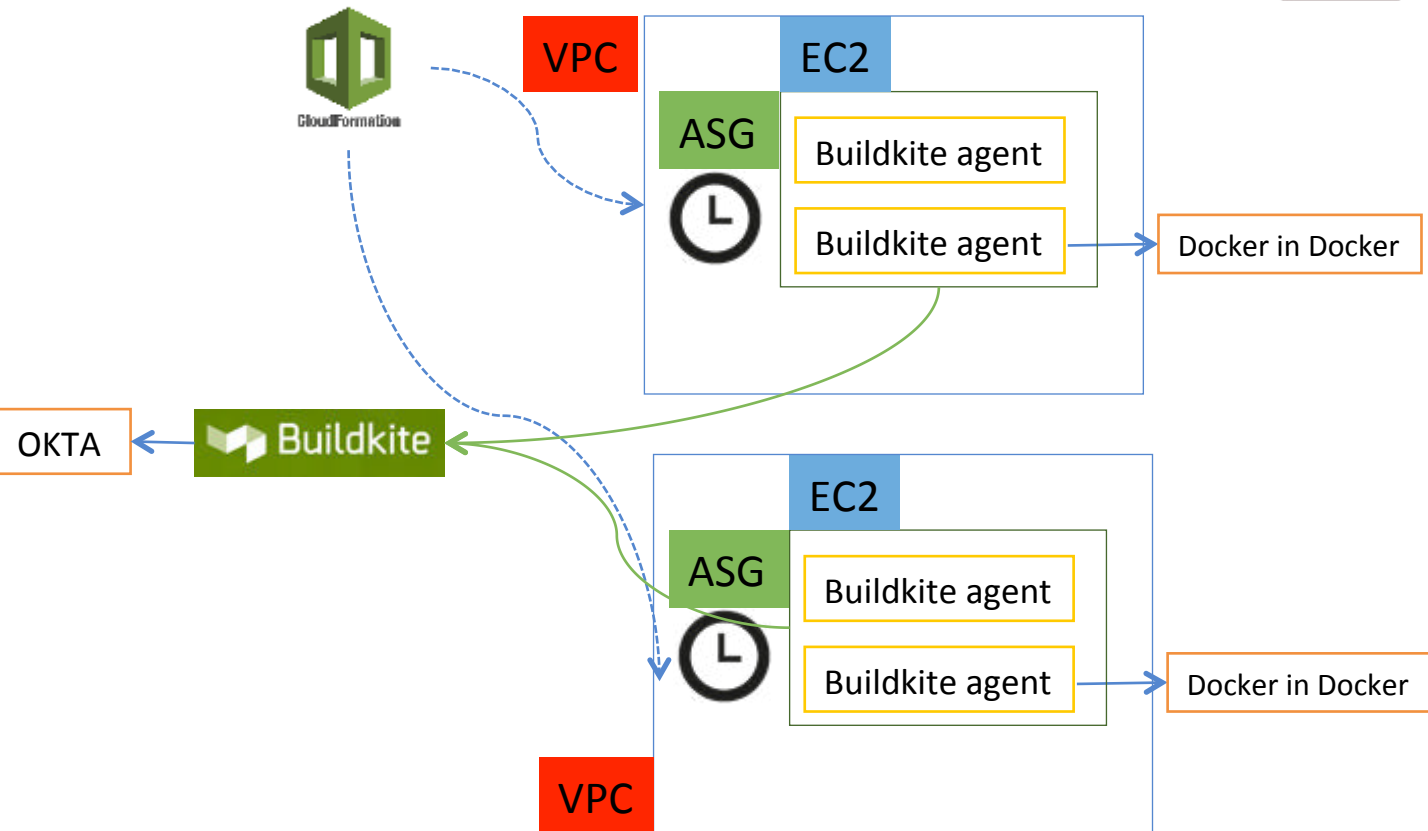 CloudFormation
VPC
EC2
ASG
Buildkite agent
Buildkite agent
Docker in Docker
OKTA
Buildkite
EC2
ASG
Buildkite agent
Buildkite agent
Docker in Docker
VPC